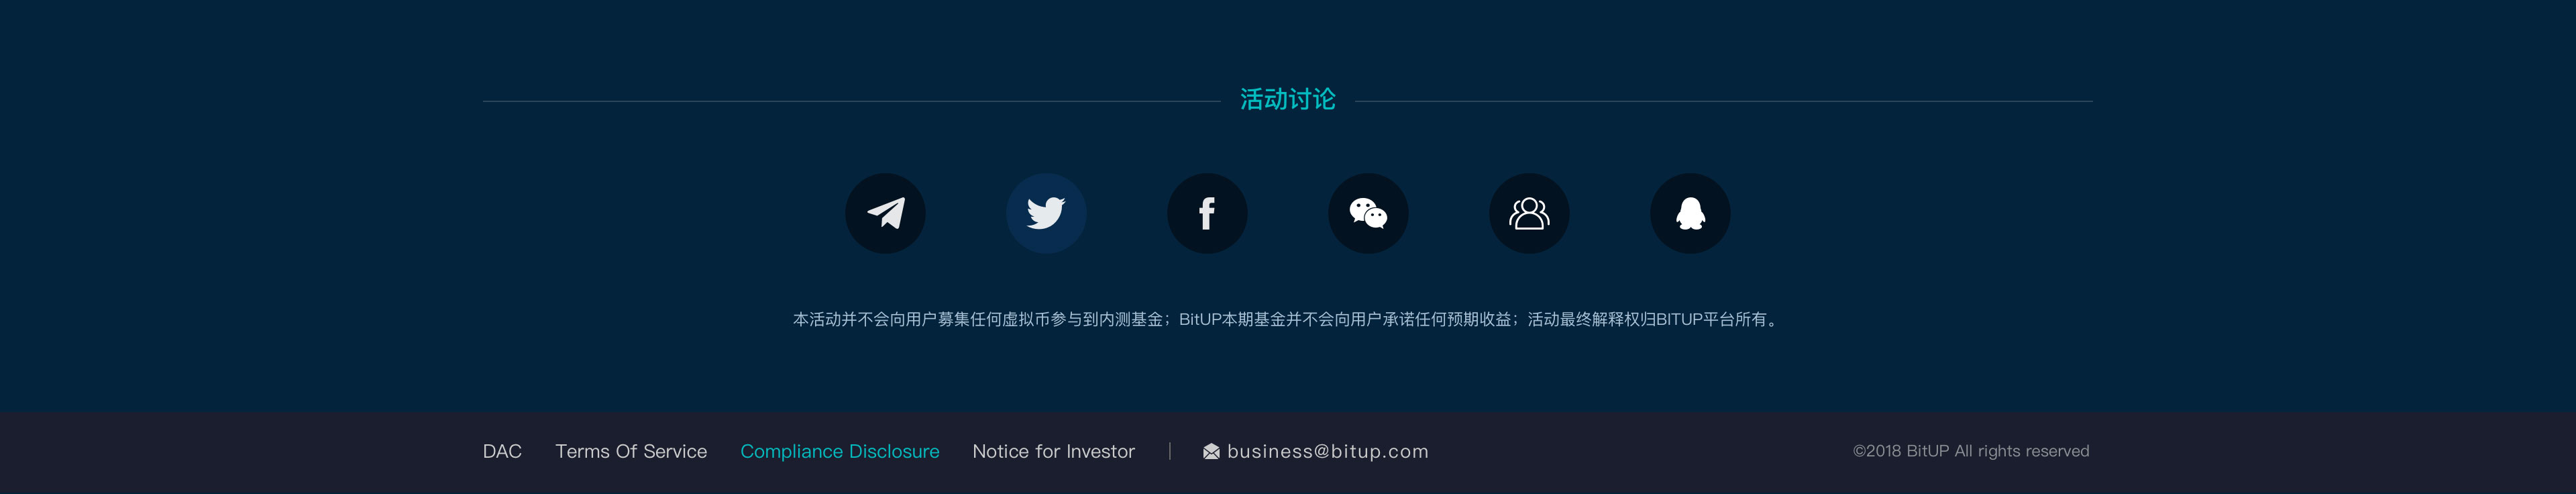 活动讨论
本活动并不会向用户募集任何虚拟币参与到内测基金；BitUP本期基金并不会向用户承诺任何预期收益；活动最终解释权归BITUP平台所有。
DAC Terms Of Service Compliance Disclosure Notice for Investor | business@bitup.com ©2018 BitUP All rights reserved